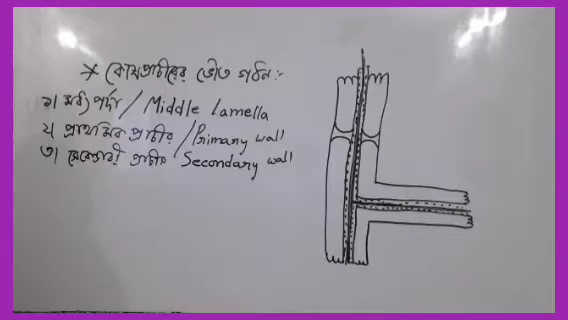 * কোষপ্রাচীরের ভৌত গঠন:-
১। মধ্যপর্দা / Middle Lamella
২। প্রাথমিক প্রাচীর / Primary wall
৩। সেকেন্ডারী প্রাচীর Secondary wall